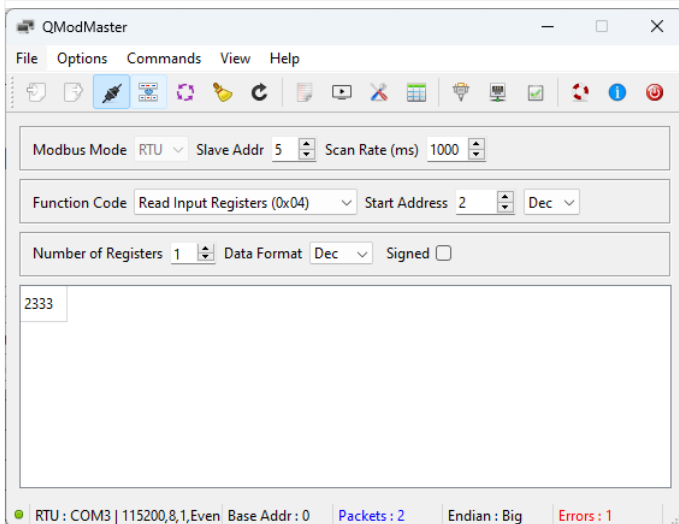 QModMaster
File Options Commands View Help
Modbus Mode RTU Slave Addr 5 Scan Rate (ms) 1000
Function Code Read Input Registers (0x04) Start Address 2 Dec
Number of Registers 1 Data Format Dec Signed
2333
RTU : COM3 | 115200,8,1,Even Base Addr : 0 Packets : 2 Endian : Big Errors : 1